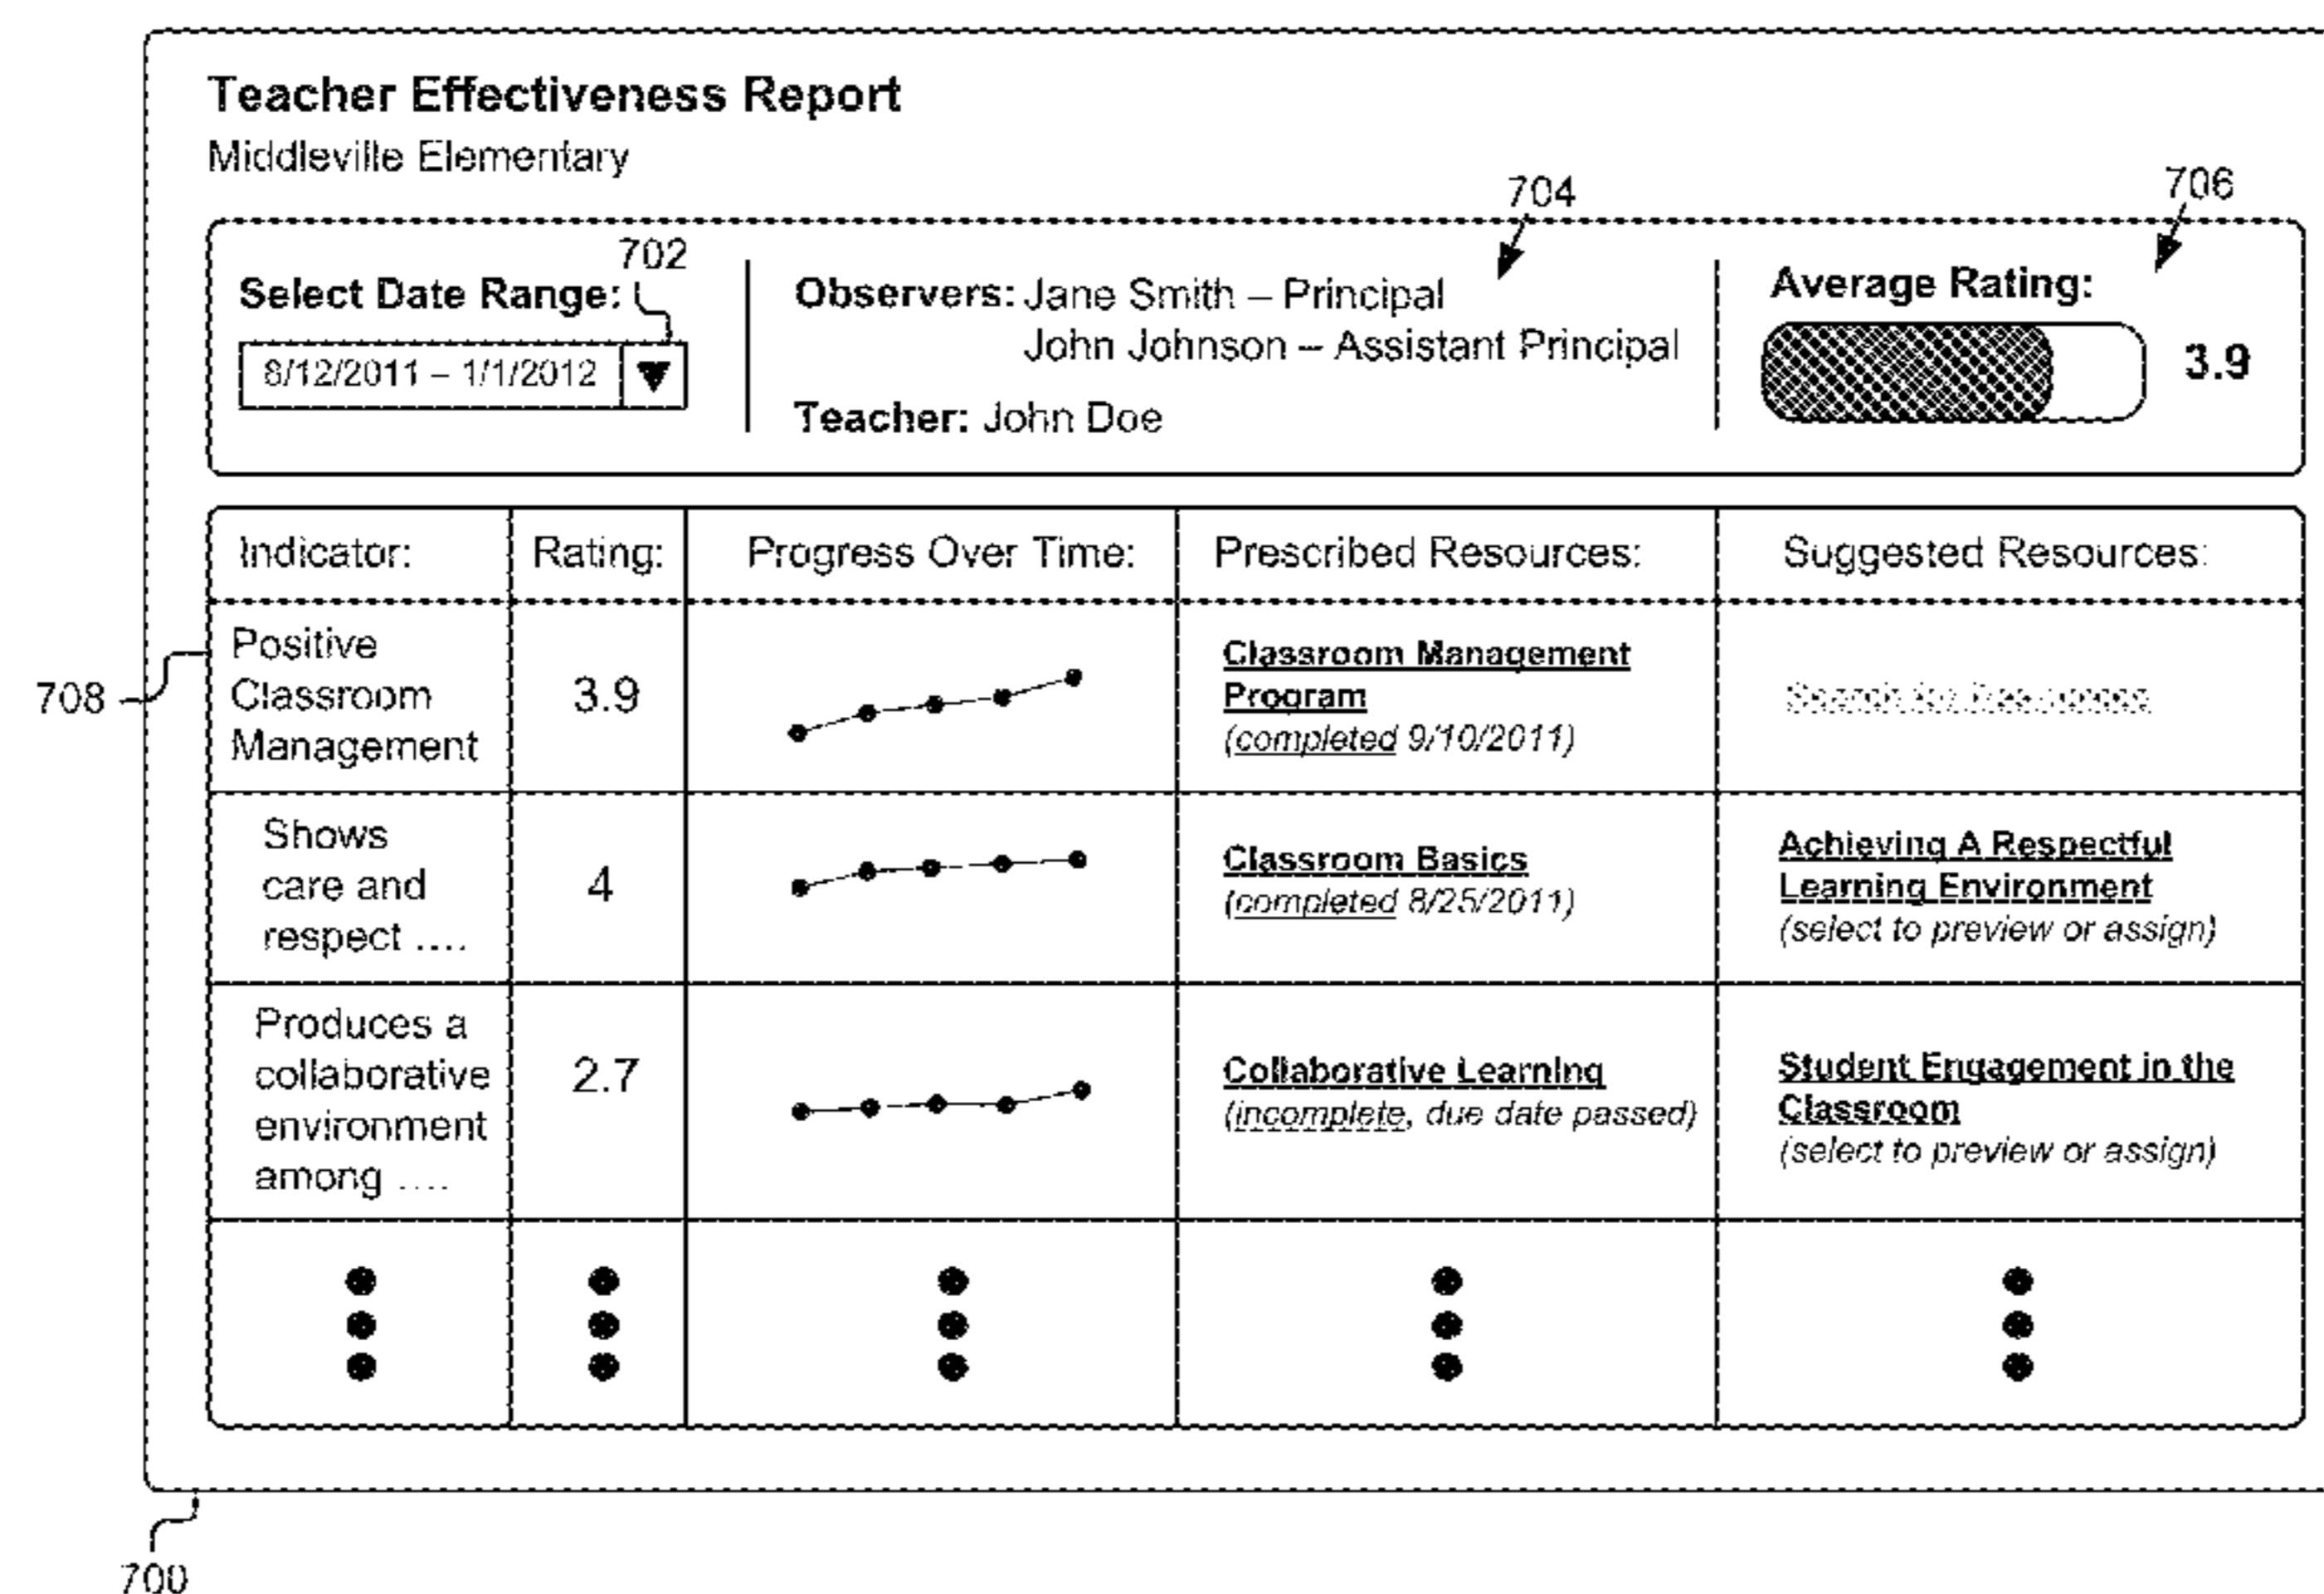 Teacher Effectiveness Report
Middleville Elementary
704
706
702
Select Date Range:
8/12/2011 – 1/1/2012
Observers: Jane Smith – Principal
John Johnson – Assistant Principal
Teacher: John Doe
Average Rating:
3.9
Indicator:
Rating:
Progress Over Time:
Prescribed Resources:
Suggested Resources:
708
Positive
Classroom
Management
3.9
Classroom Management
Program
(completed 9/10/2011)
Search for Resources
Shows
care and
respect ....
4
Classroom Basics
(completed 8/25/2011)
Achieving A Respectful
Learning Environment
(select to preview or assign)
Produces a
collaborative
environment
among ....
2.7
Collaborative Learning
(incomplete, due date passed)
Student Engagement in the
Classroom
(select to preview or assign)
700